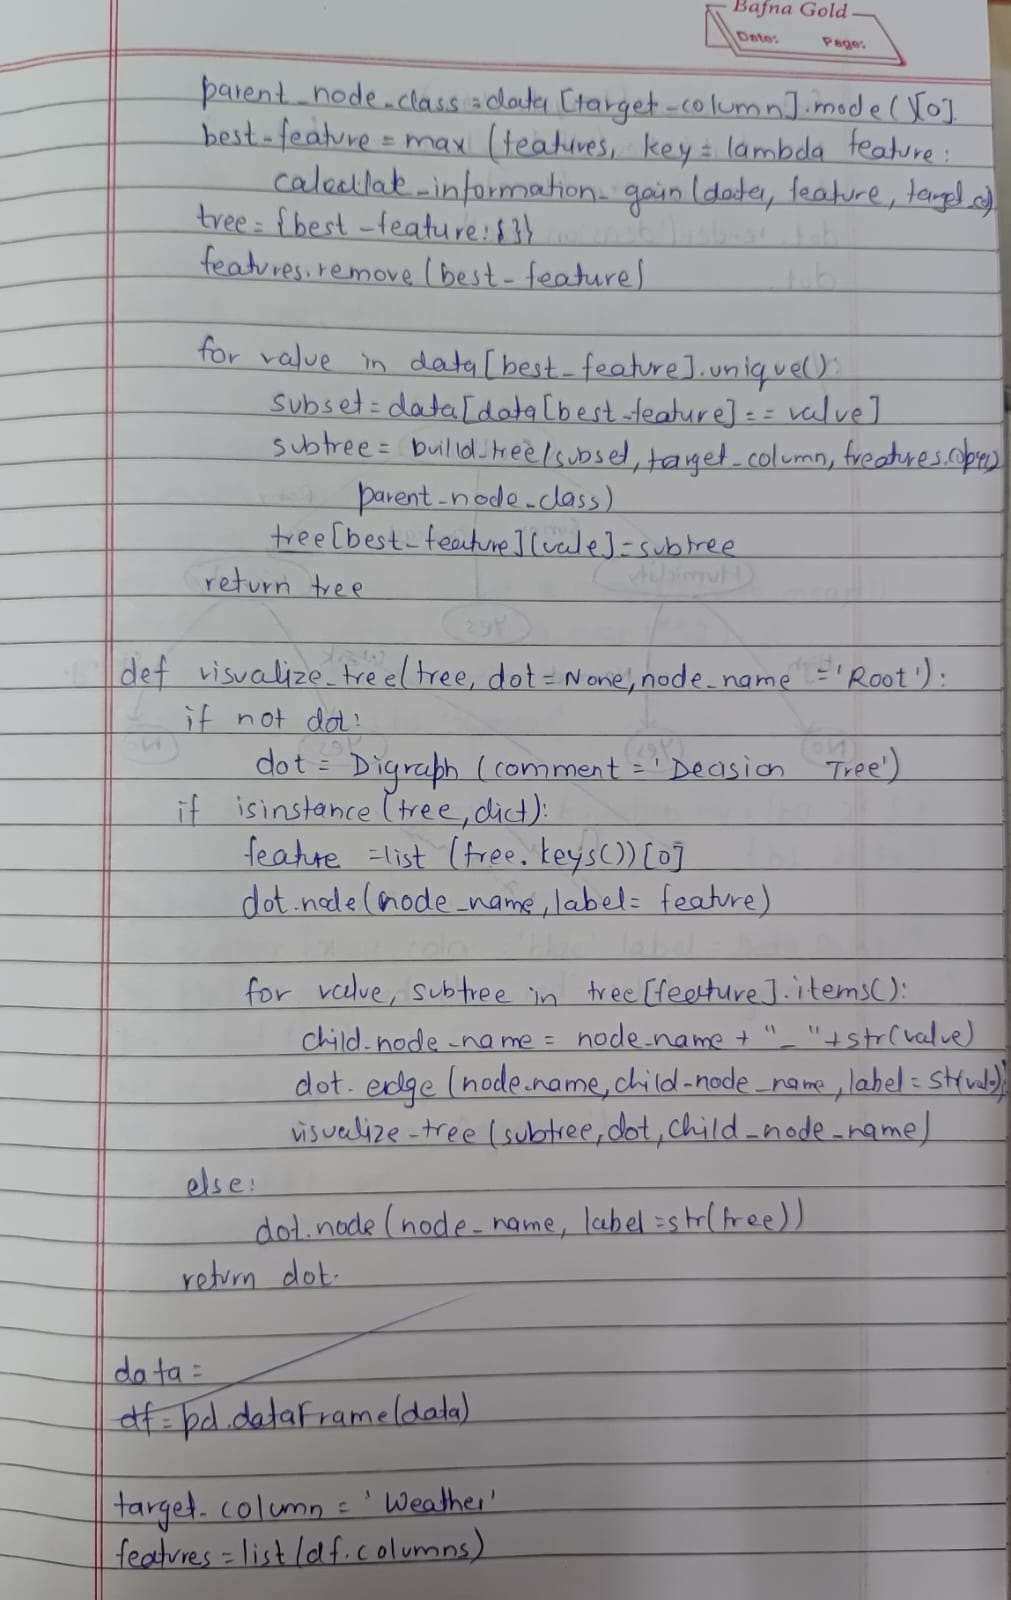 Bafna Gold
Date: Page:
parent_node_class = data[target_column].mode()[0]
best_feature = max (features, key = lambda feature:
calculate_information_gain (data, feature, target_c)
tree = {best_feature:{}}
features.remove(best_feature)
for value in data[best_feature].unique():
subset = data[data[best_feature] == value]
subtree = build_tree(subset, target_column, freatures.copy()
parent_node_class)
tree[best_feature][vale] = subtree
return tree
def visualize_tree(tree, dot = None, node_name = 'Root'):
if not dot:
dot = Digraph (comment = 'Decision Tree')
if isinstance (tree, dict):
feature = list (tree.keys())[0]
dot.node(node_name, label = feature)
for value, subtree in tree[feature].items():
child_node_name = node_name + "_" + str(value)
dot.edge (node_name, child_node_name, label = str(value))
visualize_tree (subtree, dot, child_node_name)
else:
dot.node (node_name, label = str(tree))
return dot.
data =
df = pd.dataFrame(data)
target_column = 'Weather'
features = list(df.columns)